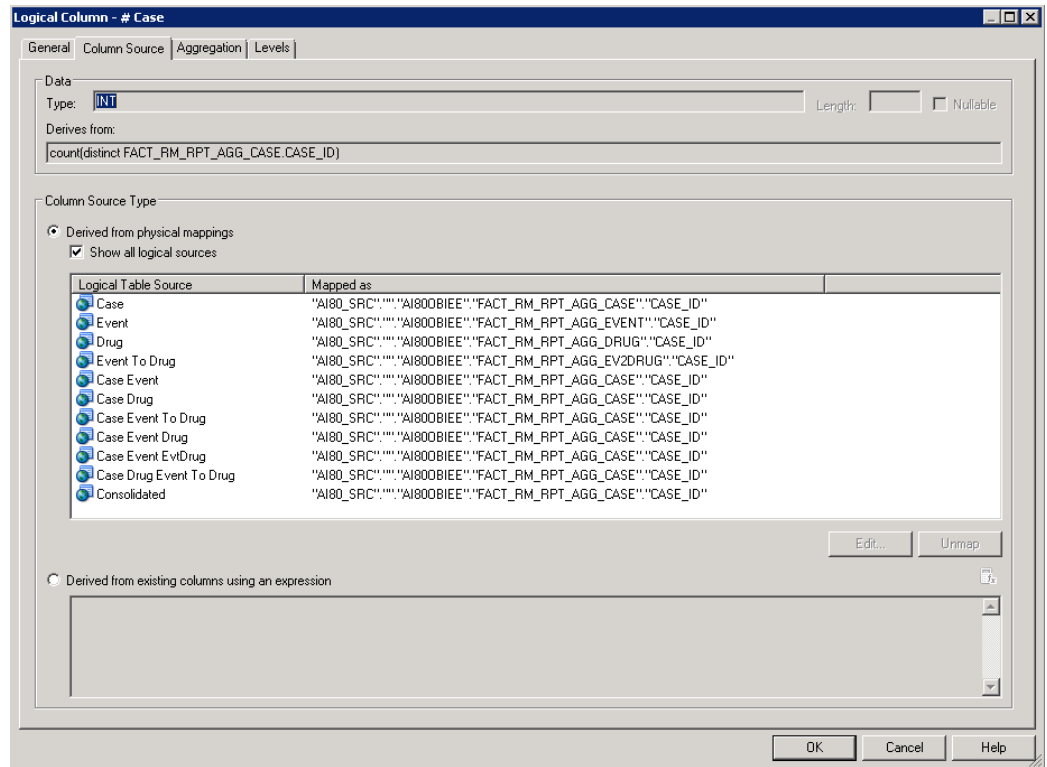 Logical Column - # Case
General Column Source Aggregation Levels
Data
Type: INT Length: Nullable
Derives from:
count(distinct FACT_RM_RPT_AGG_CASE.CASE_ID)
Column Source Type
Derived from physical mappings
Show all logical sources
Logical Table Source Mapped as
Case "AI80_SRC".""."AI80OBIEE"."FACT_RM_RPT_AGG_CASE"."CASE_ID"
Event "AI80_SRC".""."AI80OBIEE"."FACT_RM_RPT_AGG_EVENT"."CASE_ID"
Drug "AI80_SRC".""."AI80OBIEE"."FACT_RM_RPT_AGG_DRUG"."CASE_ID"
Event To Drug "AI80_SRC".""."AI80OBIEE"."FACT_RM_RPT_AGG_EV2DRUG"."CASE_ID"
Case Event "AI80_SRC".""."AI80OBIEE"."FACT_RM_RPT_AGG_CASE"."CASE_ID"
Case Drug "AI80_SRC".""."AI80OBIEE"."FACT_RM_RPT_AGG_CASE"."CASE_ID"
Case Event To Drug "AI80_SRC".""."AI80OBIEE"."FACT_RM_RPT_AGG_CASE"."CASE_ID"
Case Event Drug "AI80_SRC".""."AI80OBIEE"."FACT_RM_RPT_AGG_CASE"."CASE_ID"
Case Event EvtDrug "AI80_SRC".""."AI80OBIEE"."FACT_RM_RPT_AGG_CASE"."CASE_ID"
Case Drug Event To Drug "AI80_SRC".""."AI80OBIEE"."FACT_RM_RPT_AGG_CASE"."CASE_ID"
Consolidated "AI80_SRC".""."AI80OBIEE"."FACT_RM_RPT_AGG_CASE"."CASE_ID"
Edit... Unmap
Derived from existing columns using an expression
OK Cancel Help